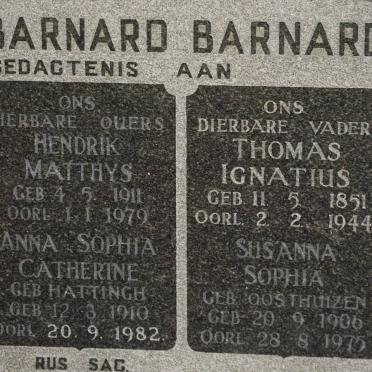 BARNARD BARNARD
GEDAGTENIS AAN
ONS
DIERBARE OUERS
HENDRIK
MATTHYS
GEB 4. 5. 1911
OORL 1. 1 1979
ANNA SOPHIA
CATHERINE
GEB HATTINGH
GEB 12. 3. 1910
OORL 20. 9. 1982.
RUS SAG.
ONS
DIERBARE VADER
THOMAS
IGNATIUS
GEB 11. 5. 1851
OORL 2. 2. 1944
SUSANNA
SOPHIA
GEB OOSTHUIZEN
GEB 20. 9. 1906
OORL 28. 8. 1975